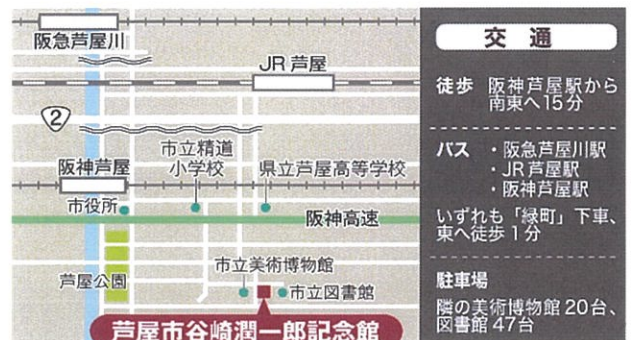 阪急芦屋川
JR 芦屋
2
阪神芦屋
市立精道
小学校
県立芦屋高等学校
市役所
阪神高速
芦屋公園
市立美術博物館
市立図書館
芦屋市谷崎潤一郎記念館
交 通
徒歩 阪神芦屋駅から
南東へ15分
バス ・阪急芦屋川駅
・JR芦屋駅
・阪神芦屋駅
いずれも「緑町」下車、
東へ徒歩 1 分
駐車場
隣の美術博物館 20台、
図書館 47台